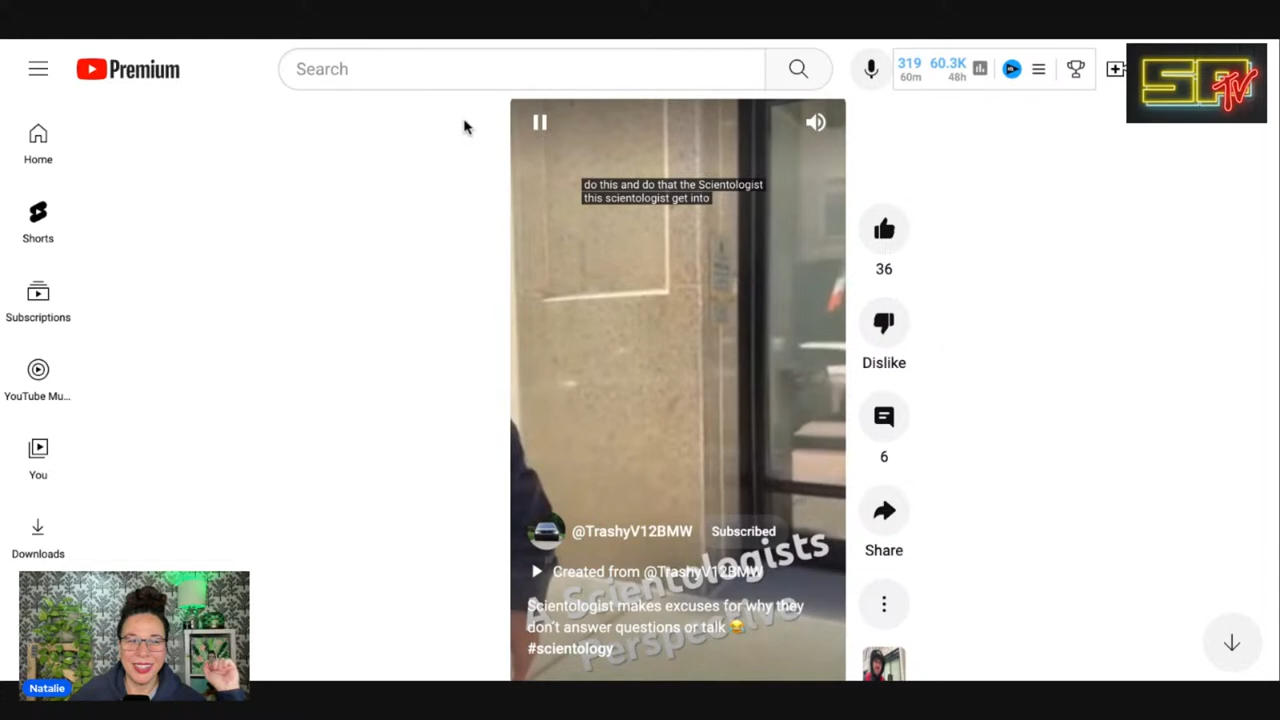 Premium
Search
319 60.3K
60m 48h
SPTV
Home
Shorts
Subscriptions
YouTube Mu...
You
Downloads
do this and do that the Scientologist
this scientologist get into
36
Dislike
6
Share
@TrashyV12BMW Subscribed
Created from @TrashyV12BMW
Scientologist makes excuses for why they
don't answer questions or talk 😂
#scientology
A Scientologists
Perspective
Natalie